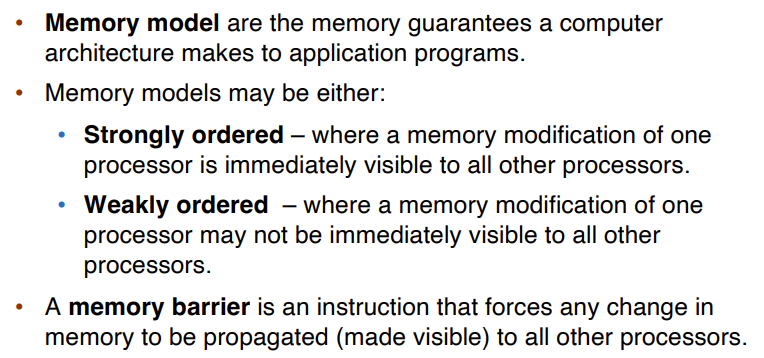 • Memory model are the memory guarantees a computer
architecture makes to application programs.
• Memory models may be either:
• Strongly ordered – where a memory modification of one
processor is immediately visible to all other processors.
• Weakly ordered – where a memory modification of one
processor may not be immediately visible to all other
processors.
• A memory barrier is an instruction that forces any change in
memory to be propagated (made visible) to all other processors.